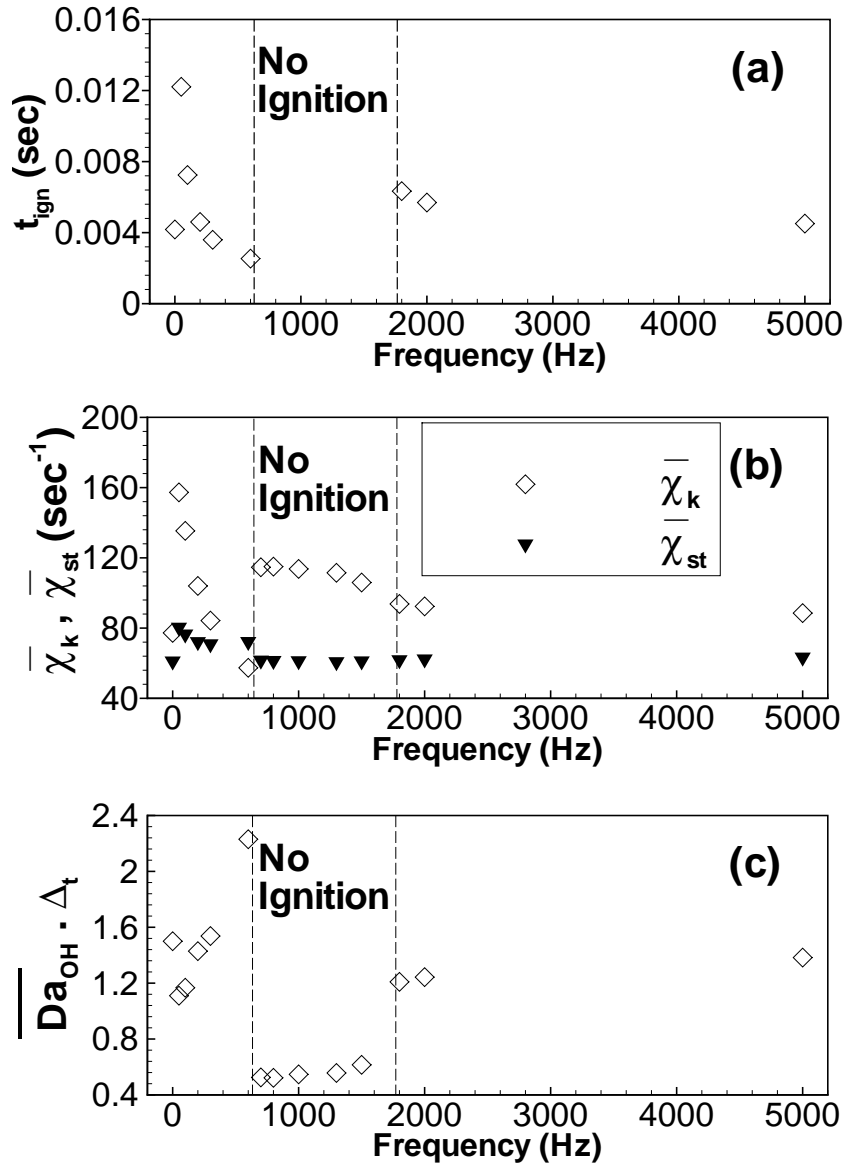 (a)
No
Ignition
t_ign (sec)
0.016
0.012
0.008
0.004
0
0 1000 2000 3000 4000 5000
Frequency (Hz)
(b)
No
Ignition
χ̅_k , χ̅_st (sec⁻¹)
200
160
120
80
40
χ̅_k
χ̅_st
0 1000 2000 3000 4000 5000
Frequency (Hz)
(c)
No
Ignition
D̅a̅_OH · Δ_t
2.4
2
1.6
1.2
0.8
0.4
0 1000 2000 3000 4000 5000
Frequency (Hz)